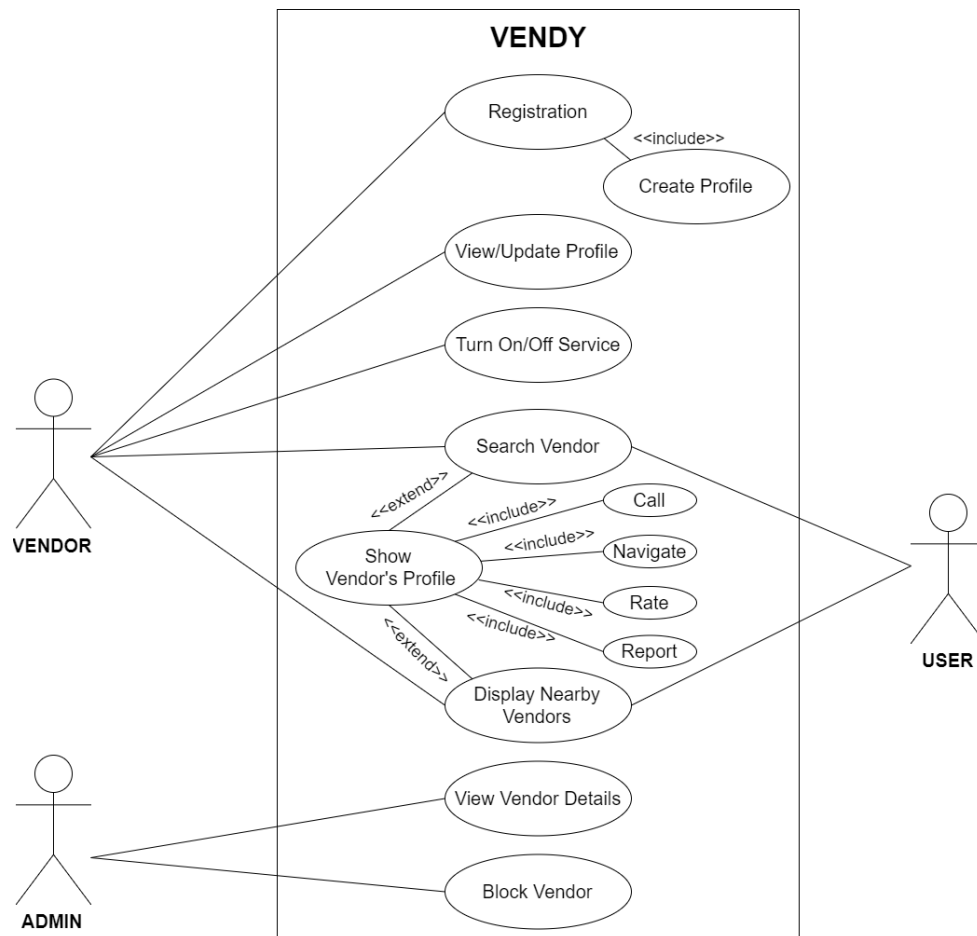 VENDY
Registration
<<include>>
Create Profile
View/Update Profile
Turn On/Off Service
Search Vendor
<<extend>>
<<include>>
Call
<<include>>
Navigate
Show
Vendor's Profile
<<include>>
Rate
<<include>>
Report
<<extend>>
Display Nearby
Vendors
View Vendor Details
Block Vendor
VENDOR
USER
ADMIN